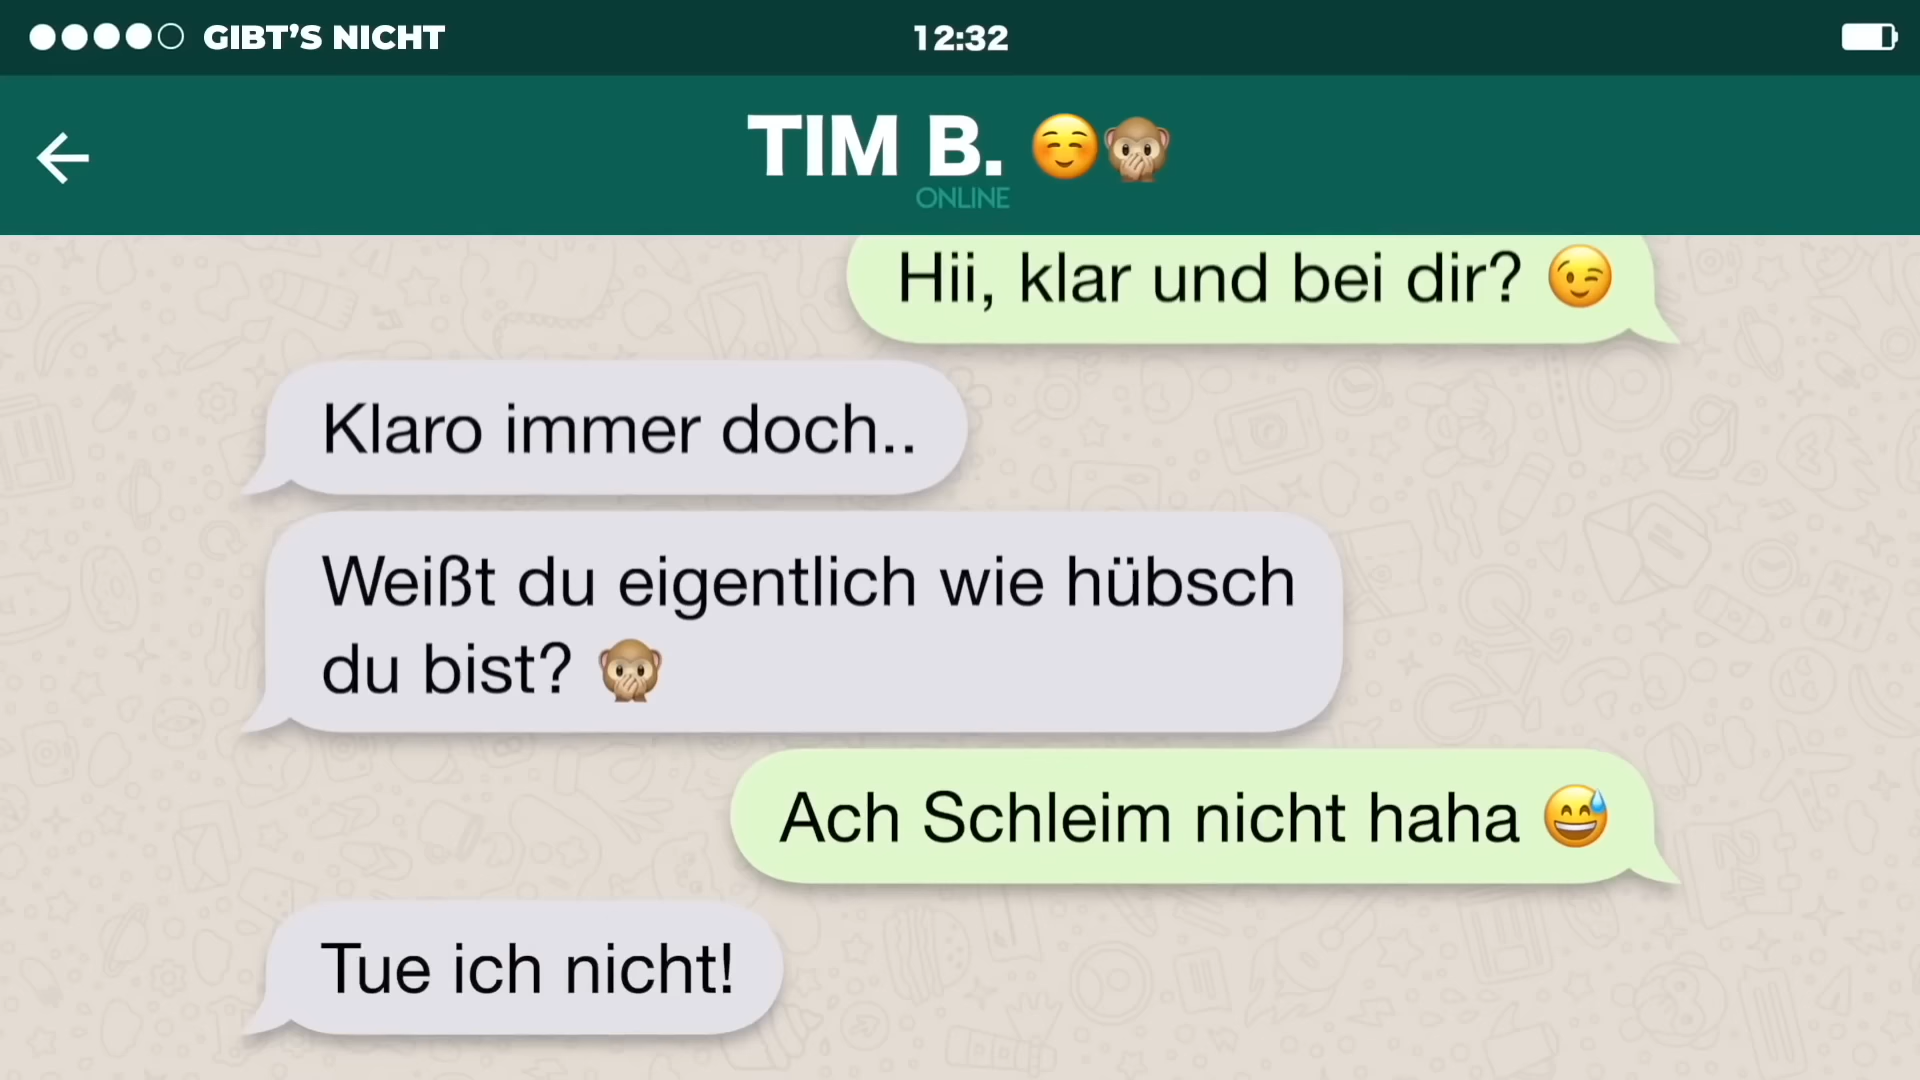 GIBT'S NICHT
12:32
TIM B. ☺️🙊
ONLINE
Hii, klar und bei dir? 😉
Klaro immer doch..
Weißt du eigentlich wie hübsch
du bist? 🙊
Ach Schleim nicht haha 😅
Tue ich nicht!